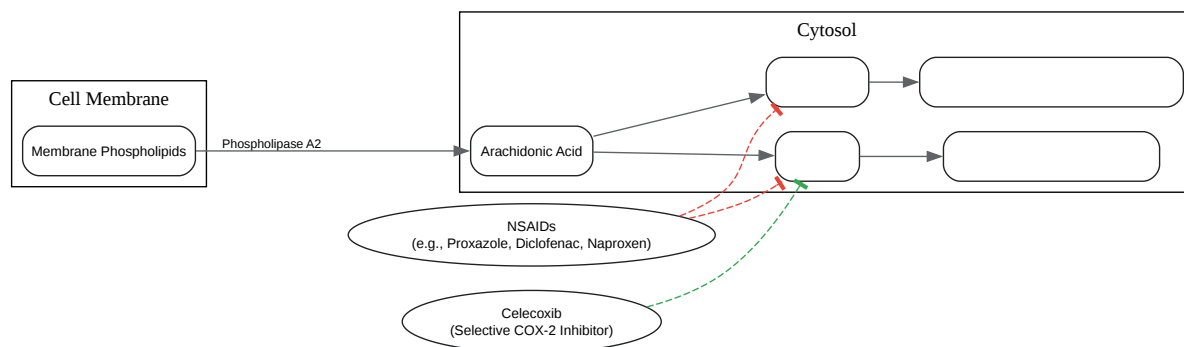 Cytosol
Cell Membrane
Membrane Phospholipids
Phospholipase A2
Arachidonic Acid
NSAIDs
(e.g., Proxazole, Diclofenac, Naproxen)
Celecoxib
(Selective COX-2 Inhibitor)